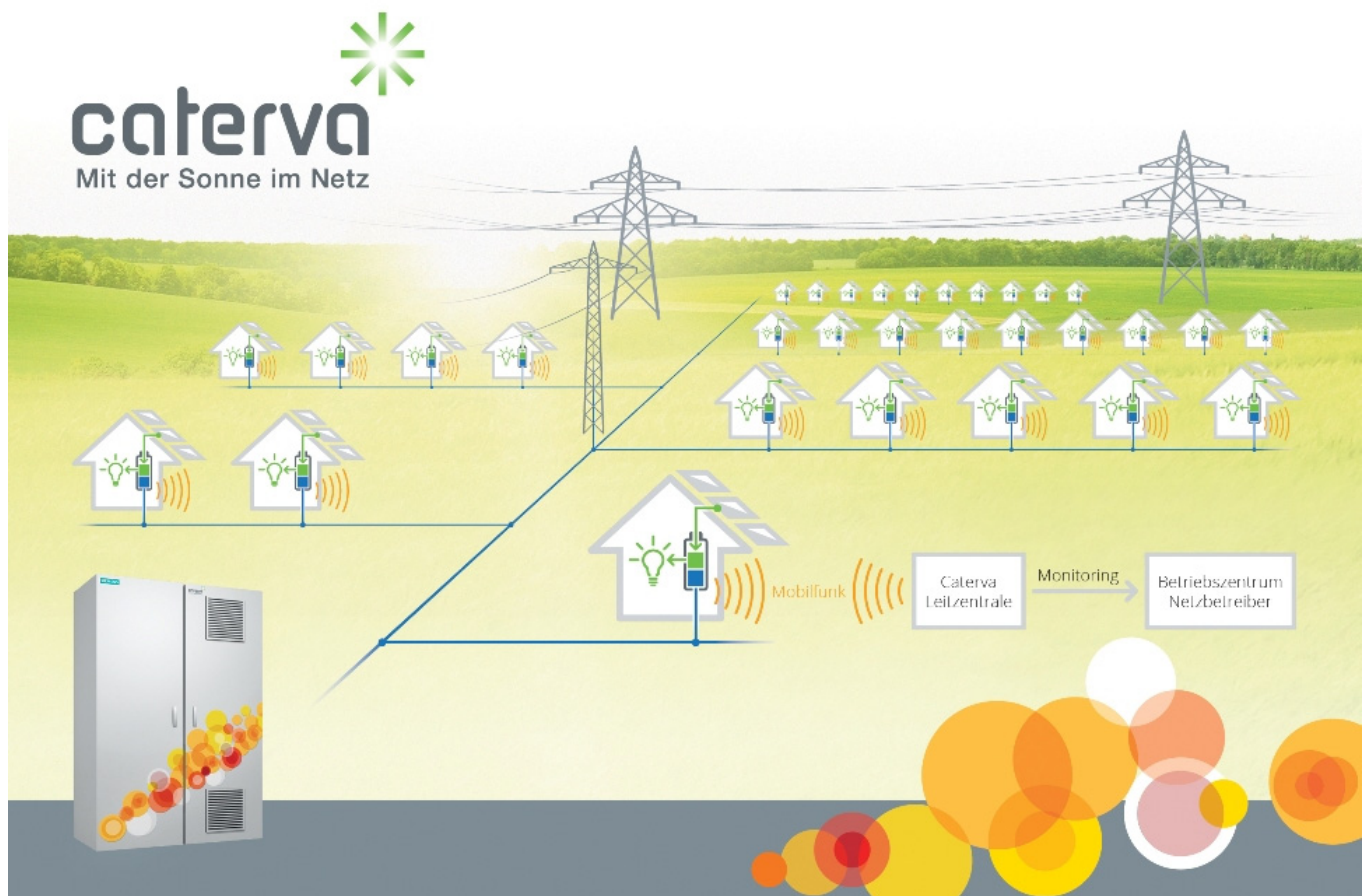 caterva
Mit der Sonne im Netz
Mobilfunk
Caterva
Leitzentrale
Monitoring
Betriebszentrum
Netzbetreiber